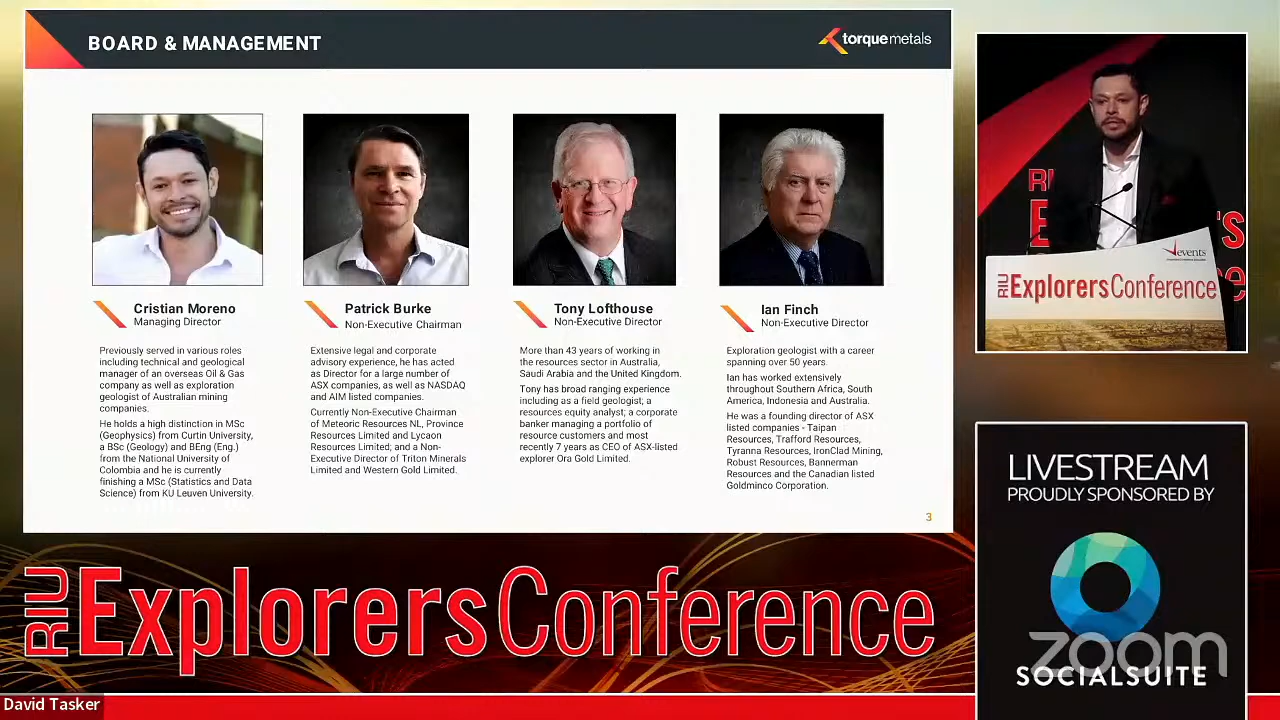 BOARD & MANAGEMENT
torquemetals
Cristian Moreno
Managing Director
Previously served in various roles
including technical and geological
manager of an overseas Oil & Gas
company as well as exploration
geologist of Australian mining
companies.
He holds a high distinction in MSc
(Geophysics) from Curtin University,
a BSc (Geology) and BEng (Eng.)
from the National University of
Colombia and he is currently
finishing a MSc (Statistics and Data
Science) from KU Leuven University.
Patrick Burke
Non-Executive Chairman
Extensive legal and corporate
advisory experience, he has acted
as Director for a large number of
ASX companies, as well as NASDAQ
and AIM listed companies.
Currently Non-Executive Chairman
of Meteoric Resources NL, Province
Resources Limited and Lycaon
Resources Limited; and a Non-
Executive Director of Triton Minerals
Limited and Western Gold Limited.
Tony Lofthouse
Non-Executive Director
More than 43 years of working in
the resources sector in Australia,
Saudi Arabia and the United Kingdom.
Tony has broad ranging experience
including as a field geologist; a
resources equity analyst; a corporate
banker managing a portfolio of
resource customers and most
recently 7 years as CEO of ASX-listed
explorer Ora Gold Limited.
Ian Finch
Non-Executive Director
Exploration geologist with a career
spanning over 50 years.
Ian has worked extensively
throughout Southern Africa, South
America, Indonesia and Australia.
He was a founding director of ASX
listed companies - Taipan
Resources, Trafford Resources,
Tyranna Resources, IronClad Mining,
Robust Resources, Bannerman
Resources and the Canadian listed
Goldminco Corporation.
3
events
RIU ExplorersConference
LIVESTREAM
PROUDLY SPONSORED BY
zoom
SOCIALSUITE
RIU ExplorersConference
David Tasker